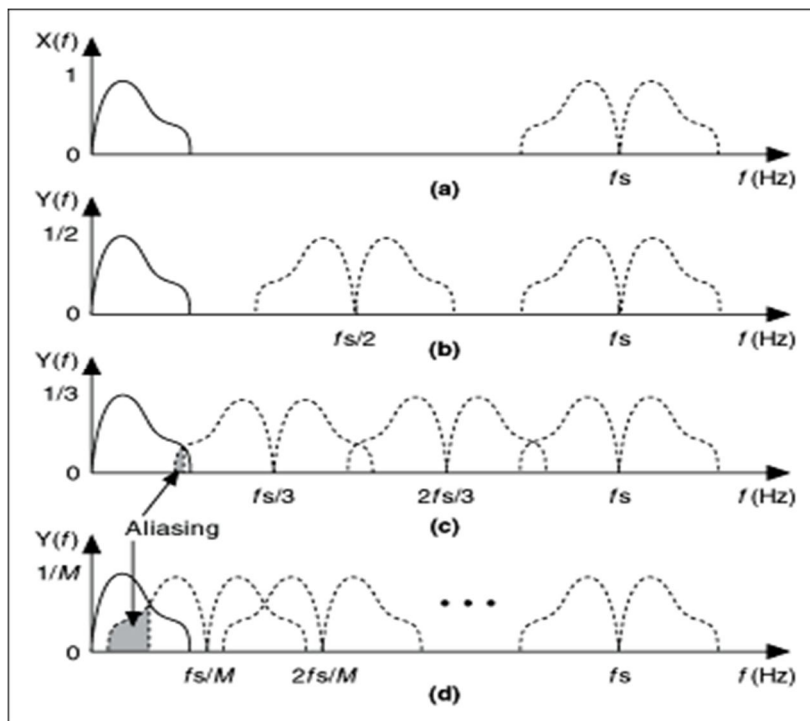 X(f)
1
0
fs
f(Hz)
(a)
Y(f)
1/2
0
fs/2
fs
f(Hz)
(b)
Y(f)
1/3
0
fs/3
2fs/3
fs
f(Hz)
(c)
Aliasing
Y(f)
1/M
0
fs/M
2fs/M
fs
f(Hz)
(d)